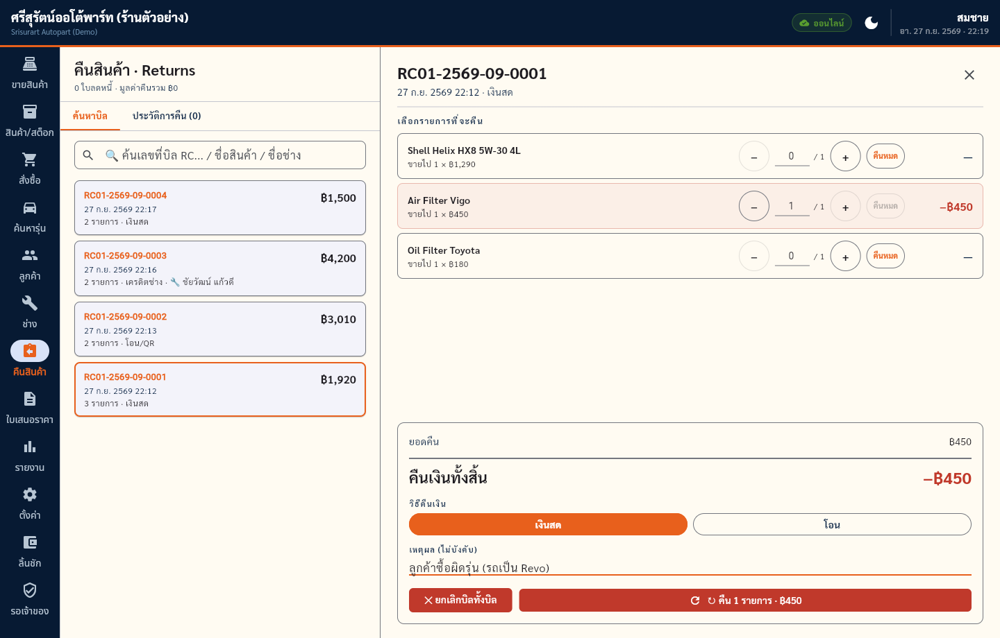 ศรีสุรัตน์ออโต้พาร์ท (ร้านตัวอย่าง)
Srisurart Autopart (Demo)
ออนไลน์
สมชาย
อา. 27 ก.ย. 2569 · 22:19
ขายสินค้า
สินค้า/สต็อก
สั่งซื้อ
ค้นหารุ่น
ลูกค้า
ช่าง
คืนสินค้า
ใบเสนอราคา
รายงาน
ตั้งค่า
ลิ้นชัก
รอเจ้าของ
คืนสินค้า · Returns
0 ใบลดหนี้ · มูลค่าคืนรวม ฿0
ค้นหาบิล
ประวัติการคืน (0)
🔍 ค้นเลขที่บิล RC... / ชื่อสินค้า / ชื่อช่าง
RC01-2569-09-0004
฿1,500
27 ก.ย. 2569 22:17
2 รายการ · เงินสด
RC01-2569-09-0003
฿4,200
27 ก.ย. 2569 22:16
2 รายการ · เครดิตช่าง · 🔧 ชัยวัฒน์ แก้วดี
RC01-2569-09-0002
฿3,010
27 ก.ย. 2569 22:13
2 รายการ · โอน/QR
RC01-2569-09-0001
฿1,920
27 ก.ย. 2569 22:12
3 รายการ · เงินสด
RC01-2569-09-0001
27 ก.ย. 2569 22:12 · เงินสด
เลือกรายการที่จะคืน
Shell Helix HX8 5W-30 4L
ขายไป 1 × ฿1,290
− 0 / 1 + คืนหมด —
Air Filter Vigo
ขายไป 1 × ฿450
− 1 / 1 + คืนหมด −฿450
Oil Filter Toyota
ขายไป 1 × ฿180
− 0 / 1 + คืนหมด —
ยอดคืน ฿450
คืนเงินทั้งสิ้น −฿450
วิธีคืนเงิน
เงินสด
โอน
เหตุผล (ไม่บังคับ)
ลูกค้าซื้อผิดรุ่น (รถเป็น Revo)
ยกเลิกบิลทั้งบิล
↻ คืน 1 รายการ · ฿450